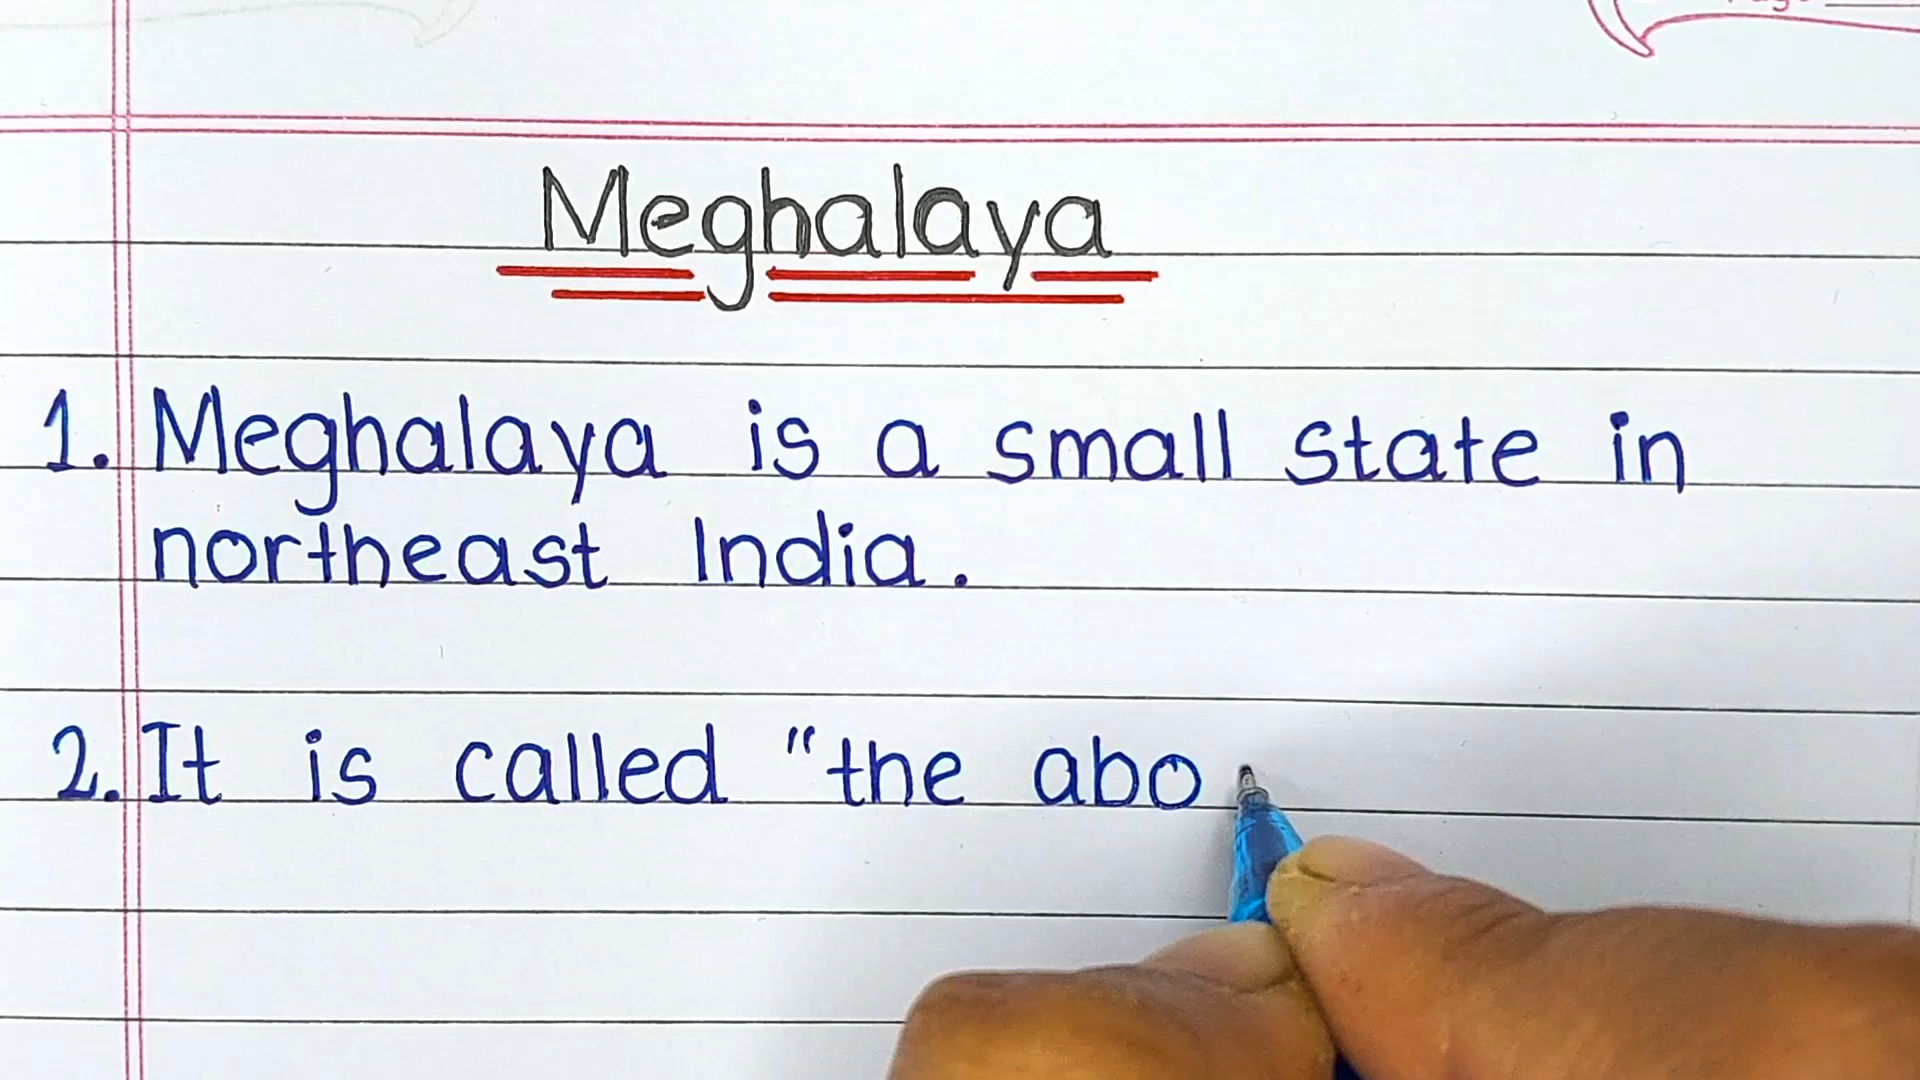 Meghalaya
1. Meghalaya is a small state in
northeast India.
2. It is called "the abo